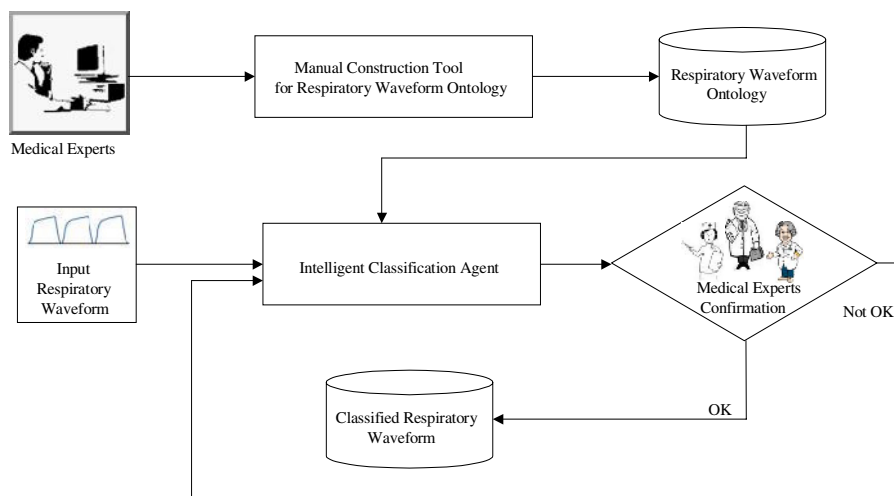 Medical Experts
Manual Construction Tool
for Respiratory Waveform Ontology
Respiratory Waveform
Ontology
Input
Respiratory
Waveform
Intelligent Classification Agent
Medical Experts
Confirmation
Not OK
OK
Classified Respiratory
Waveform